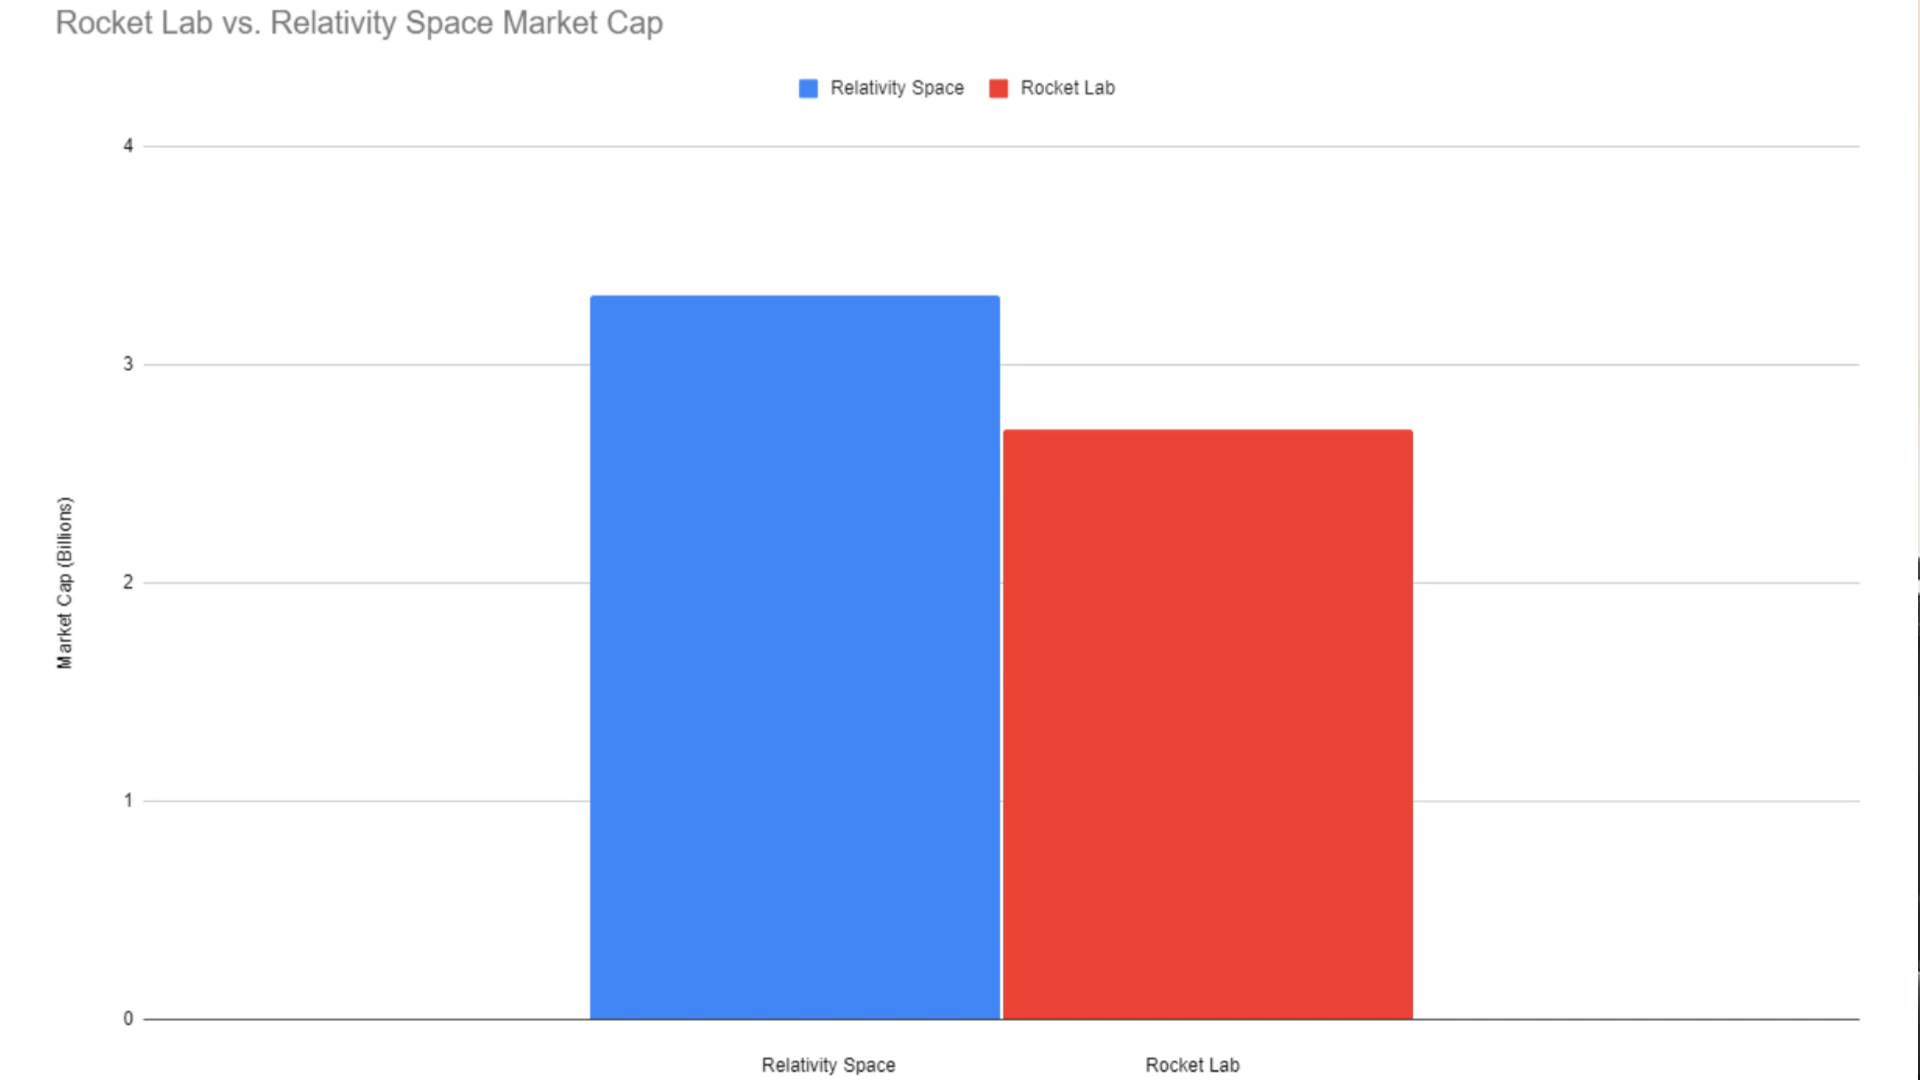 Rocket Lab vs. Relativity Space Market Cap
Relativity Space
Rocket Lab
4
3
2
1
0
Market Cap (Billions)
Relativity Space
Rocket Lab